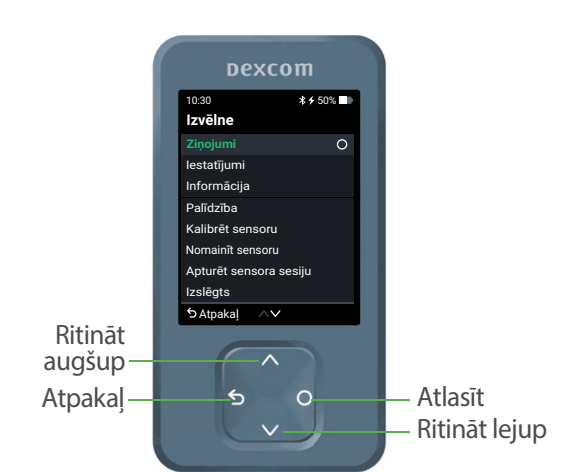 Dexcom
10:30
50%
Izvēlne
Ziņojumi
Iestatījumi
Informācija
Palīdzība
Kalibrēt sensoru
Nomainīt sensoru
Apturēt sensora sesiju
Izslēgts
Atpakaļ
Ritināt
augšup
Atpakaļ
Atlasīt
Ritināt lejup